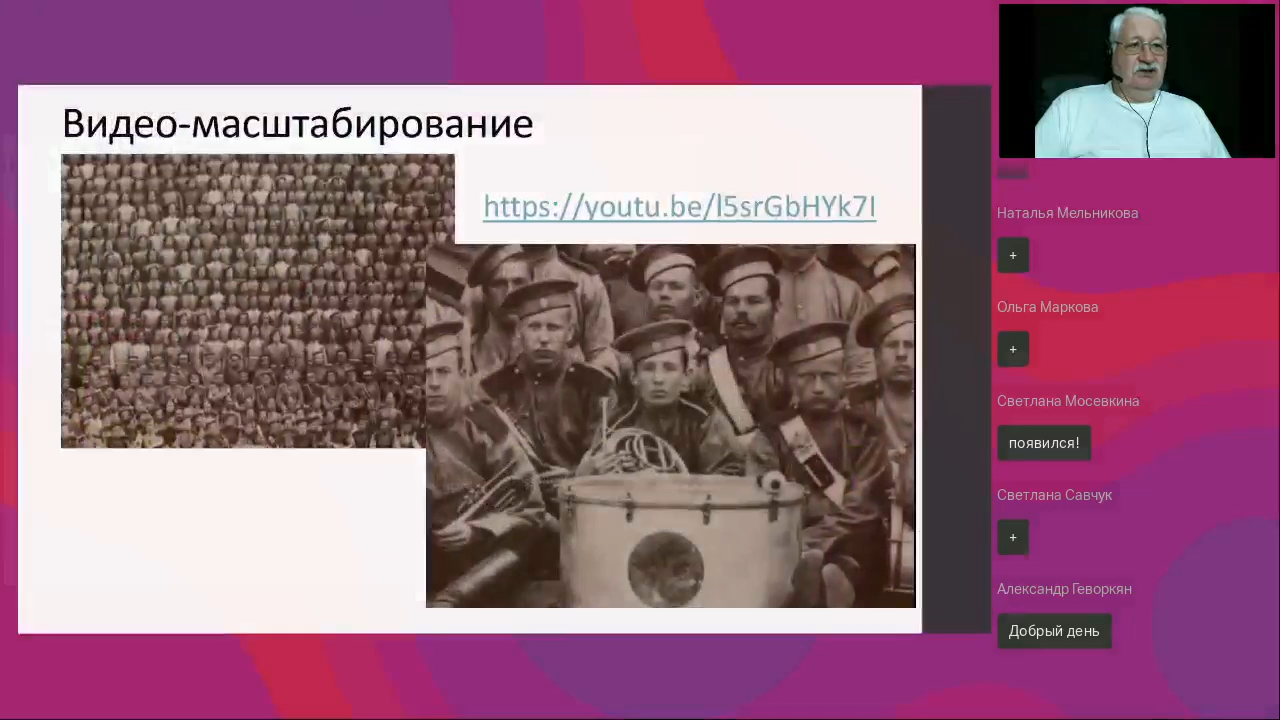 Видео-масштабирование
https://youtu.be/l5srGbHYk7I
Наталья Мельникова
+
Ольга Маркова
+
Светлана Мосевкина
появился!
Светлана Савчук
+
Александр Геворкян
Добрый день